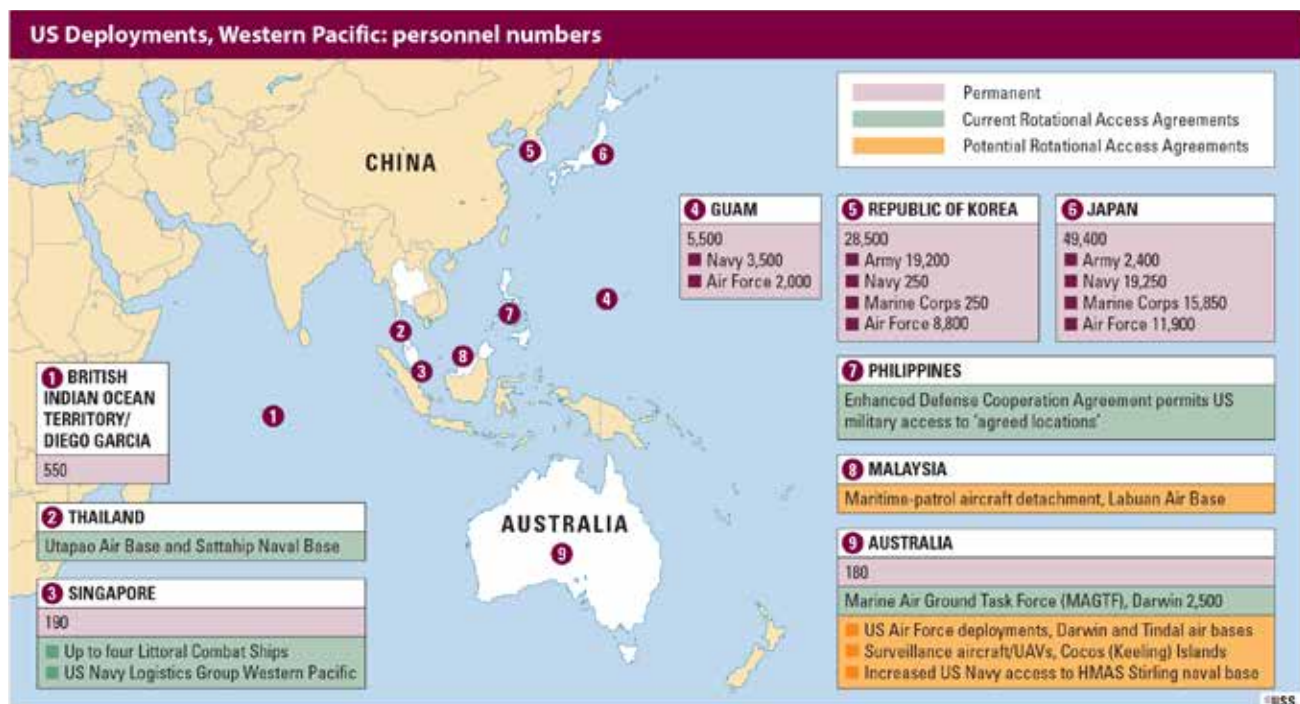 US Deployments, Western Pacific: personnel numbers
Permanent
Current Rotational Access Agreements
Potential Rotational Access Agreements
CHINA
5
6
4
7
2
8
3
1
AUSTRALIA
9
1 BRITISH
INDIAN OCEAN
TERRITORY/
DIEGO GARCIA
550
2 THAILAND
Utapao Air Base and Sattahip Naval Base
3 SINGAPORE
190
Up to four Littoral Combat Ships
US Navy Logistics Group Western Pacific
4 GUAM
5,500
Navy 3,500
Air Force 2,000
5 REPUBLIC OF KOREA
28,500
Army 19,200
Navy 250
Marine Corps 250
Air Force 8,800
6 JAPAN
49,400
Army 2,400
Navy 19,250
Marine Corps 15,850
Air Force 11,900
7 PHILIPPINES
Enhanced Defense Cooperation Agreement permits US
military access to ‘agreed locations’
8 MALAYSIA
Maritime-patrol aircraft detachment, Labuan Air Base
9 AUSTRALIA
180
Marine Air Ground Task Force (MAGTF), Darwin 2,500
US Air Force deployments, Darwin and Tindal air bases
Surveillance aircraft/UAVs, Cocos (Keeling) Islands
Increased US Navy access to HMAS Stirling naval base